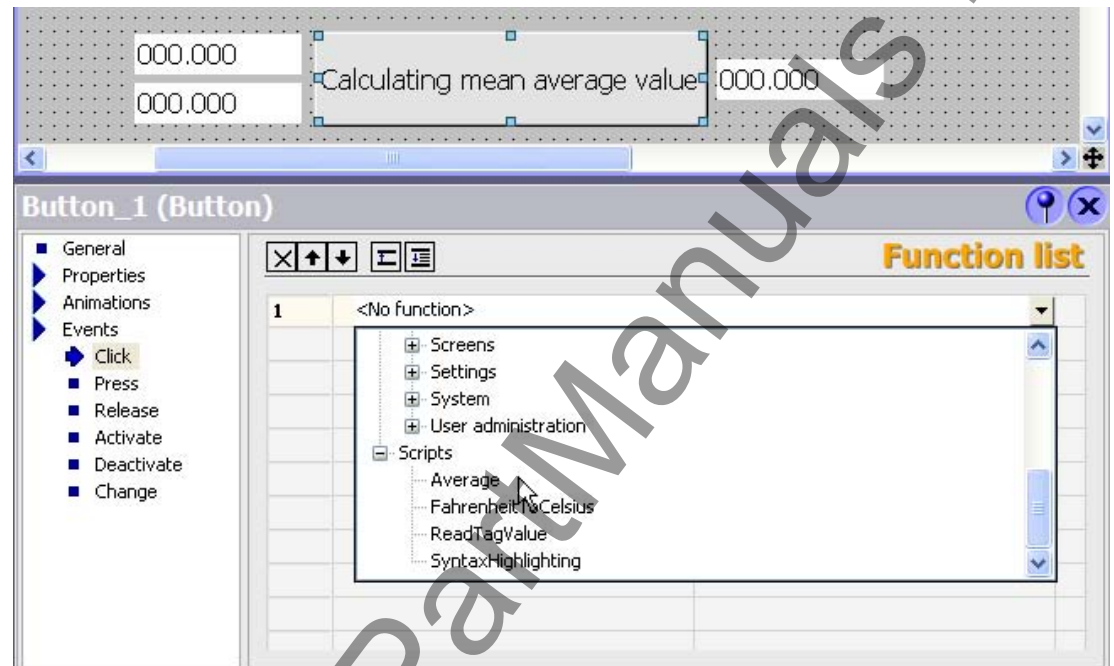 000.000
000.000
Calculating mean average value
000.000
Button_1 (Button)
General
Properties
Animations
Events
Click
Press
Release
Activate
Deactivate
Change
Function list
1 <No function>
Screens
Settings
System
User administration
Scripts
Average
FahrenheitToCelsius
ReadTagValue
SyntaxHighlighting
PartManuals